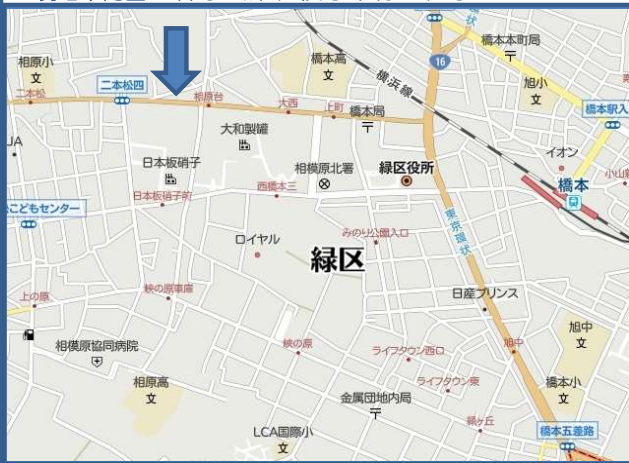 相原小
橋本高
橋本本町局
16
東京環状
横浜線
旭小
二本松四
二本松
相原台
大西
上町
橋本局
橋本駅入
JA
大和製罐
日本板硝子
相模原北署
緑区役所
イオン
小山
橋本
日本板硝子前
西橋本三
こどもセンター
ロイヤル
みのり公園入口
東京環状
緑区
上の原
峡の原車庫
日産プリンス
相模原協同病院
峡の原
ライフタウン西口
旭中
旭中
相原高
ライフタウン東
橋本小
金属団地内局
緑ヶ丘
LCA国際小
橋本五差路